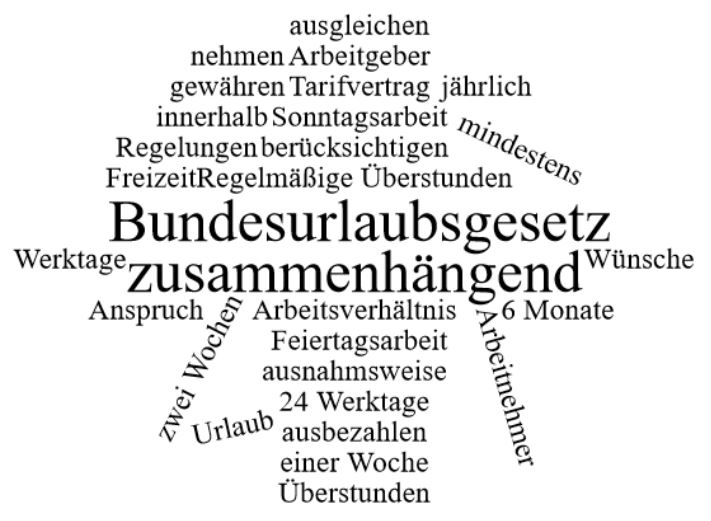 ausgleichen
nehmen Arbeitgeber
gewähren Tarifvertrag jährlich
innerhalb Sonntagsarbeit mindestens
Regelungen berücksichtigen
Freizeit Regelmäßige Überstunden
Bundesurlaubsgesetz
Werktage zusammenhängend Wünsche
Anspruch Arbeitsverhältnis 6 Monate
zwei Wochen Feiertagsarbeit Arbeitnehmer
ausnahmsweise
24 Werktage
Urlaub ausbezahlen
einer Woche
Überstunden